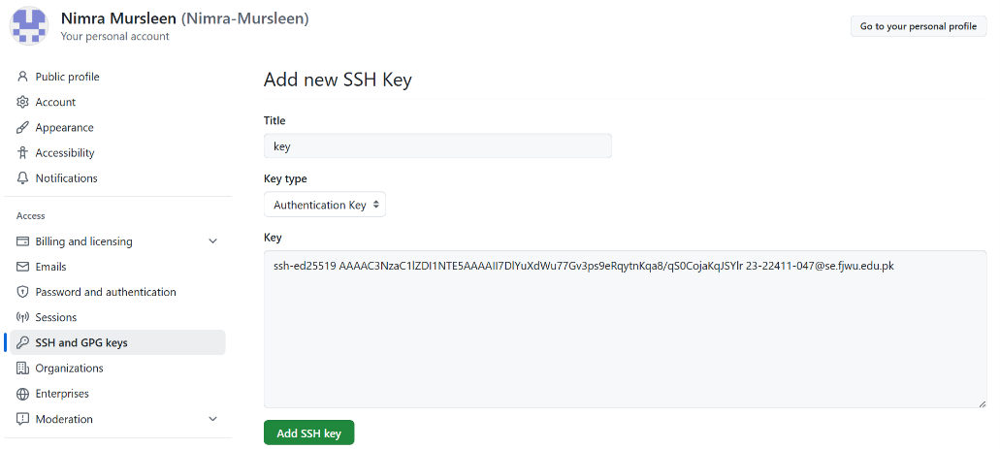 Nimra Mursleen (Nimra-Mursleen)
Your personal account
Go to your personal profile
Public profile
Account
Appearance
Accessibility
Notifications
Access
Billing and licensing
Emails
Password and authentication
Sessions
SSH and GPG keys
Organizations
Enterprises
Moderation
Add new SSH Key
Title
key
Key type
Authentication Key
Key
ssh-ed25519 AAAAC3NzaC1lZDI1NTE5AAAAII7DlYuXdWu77Gv3ps9eRqytnKqa8/qS0CojaKqJSYlr 23-22411-047@se.fjwu.edu.pk
Add SSH key